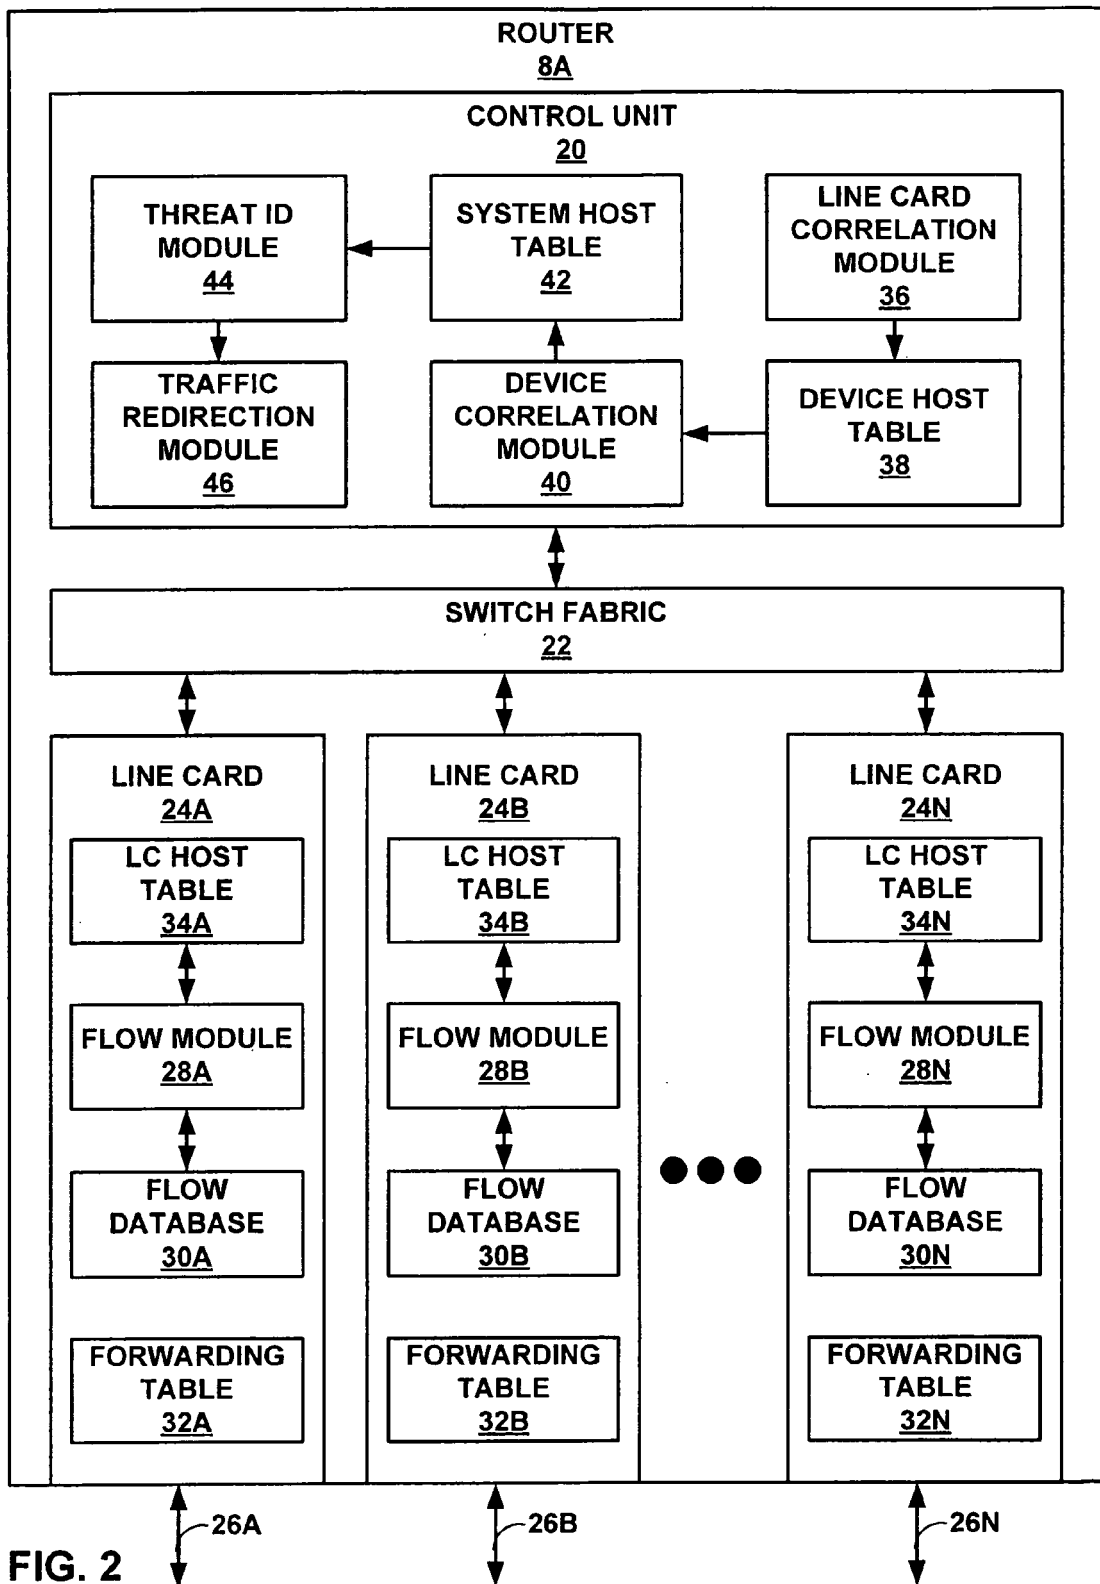 ROUTER
8A
CONTROL UNIT
20
THREAT ID
MODULE
44
SYSTEM HOST
TABLE
42
LINE CARD
CORRELATION
MODULE
36
TRAFFIC
REDIRECTION
MODULE
46
DEVICE
CORRELATION
MODULE
40
DEVICE HOST
TABLE
38
SWITCH FABRIC
22
LINE CARD
24A
LC HOST
TABLE
34A
FLOW MODULE
28A
FLOW
DATABASE
30A
FORWARDING
TABLE
32A
LINE CARD
24B
LC HOST
TABLE
34B
FLOW MODULE
28B
FLOW
DATABASE
30B
FORWARDING
TABLE
32B
LINE CARD
24N
LC HOST
TABLE
34N
FLOW MODULE
28N
FLOW
DATABASE
30N
FORWARDING
TABLE
32N
26A
26B
26N
FIG. 2